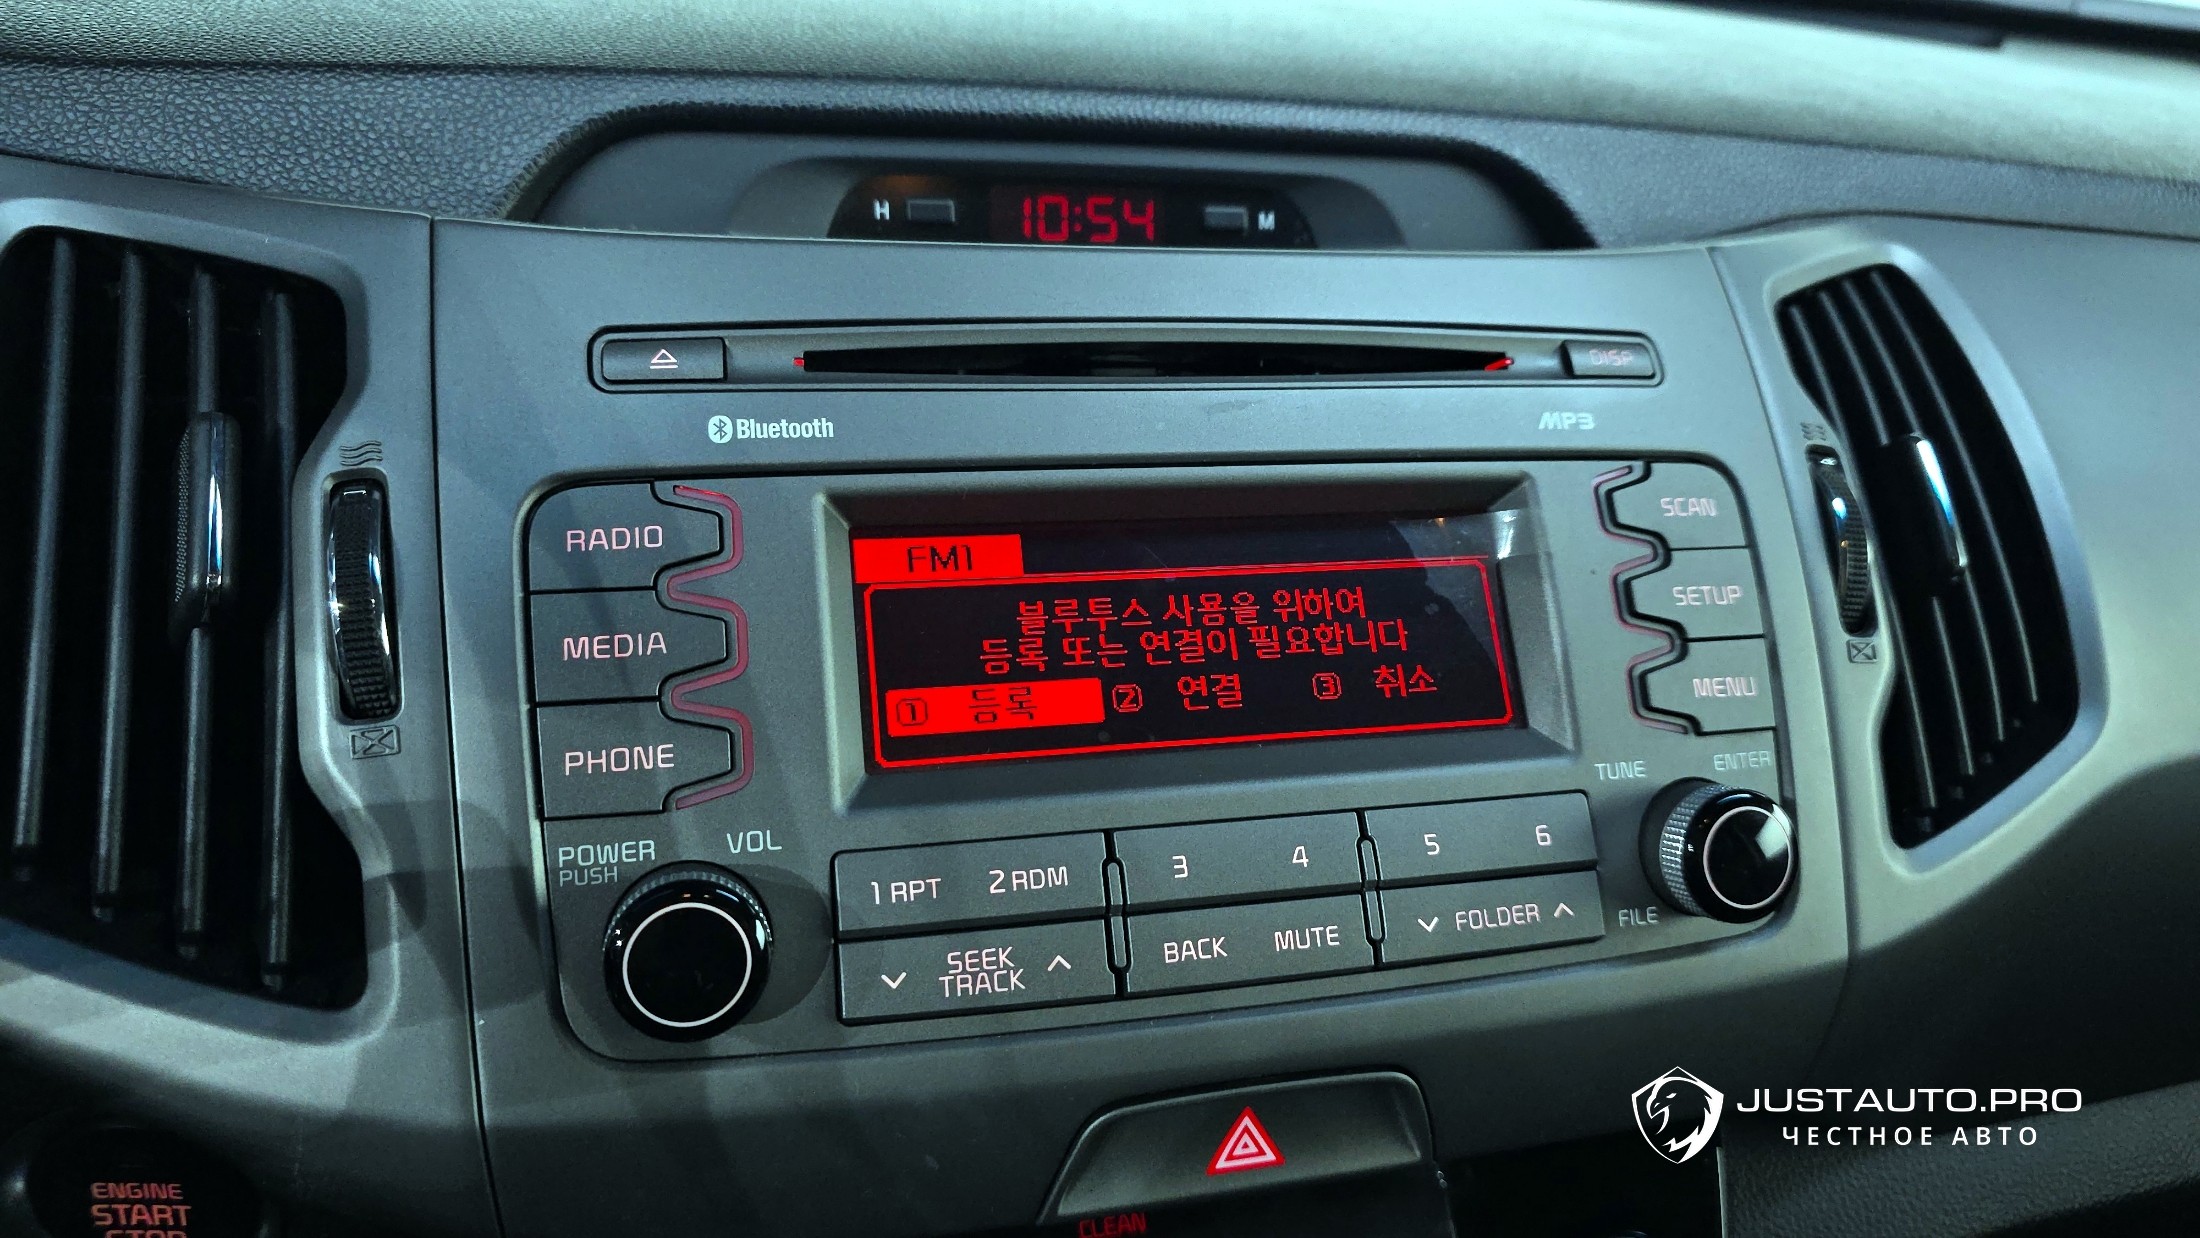 H 10:54 M
DISP
Bluetooth
MP3
RADIO
MEDIA
PHONE
FM1
블루투스 사용을 위하여
등록 또는 연결이 필요합니다
① 등록 ② 연결 ③ 취소
SCAN
SETUP
MENU
POWER
PUSH
VOL
TUNE
ENTER
FILE
1 RPT 2 RDM 3 4 5 6
SEEK
TRACK
BACK MUTE
FOLDER
JUSTAUTO.PRO
ЧЕСТНОЕ АВТО
ENGINE
START
STOP
CLEAN